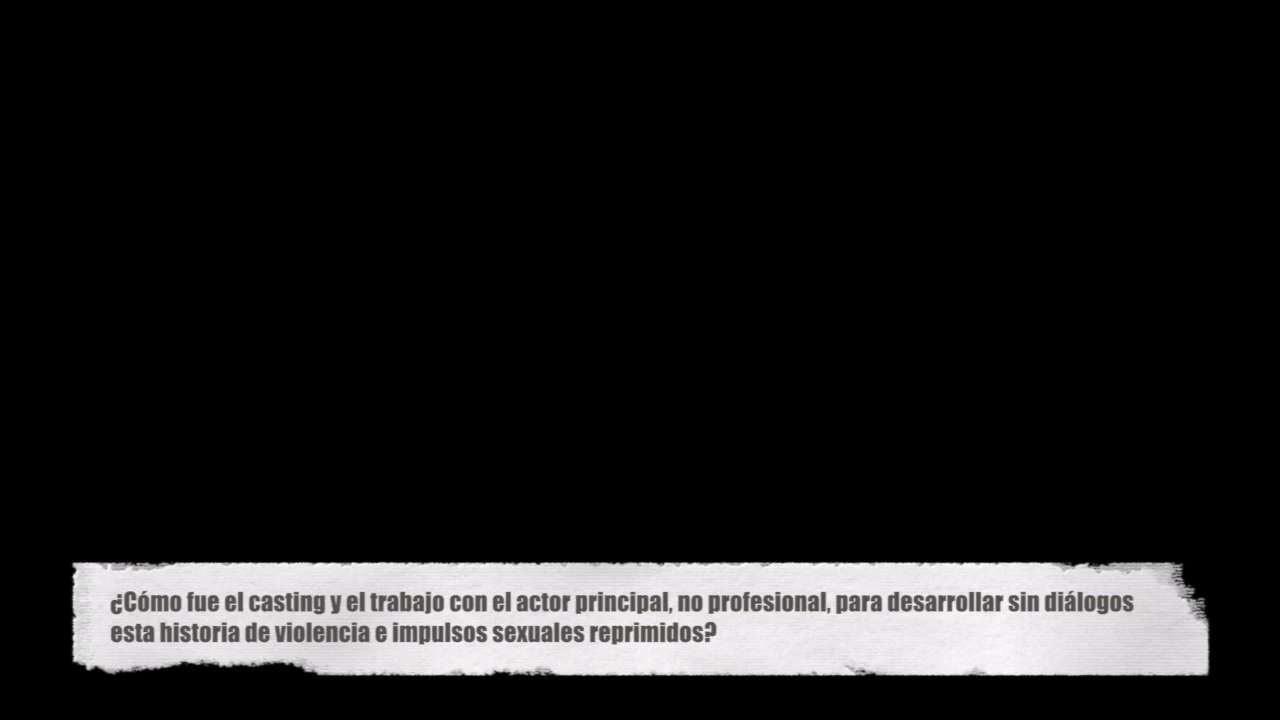 ¿Cómo fue el casting y el trabajo con el actor principal, no profesional, para desarrollar sin diálogos
esta historia de violencia e impulsos sexuales reprimidos?